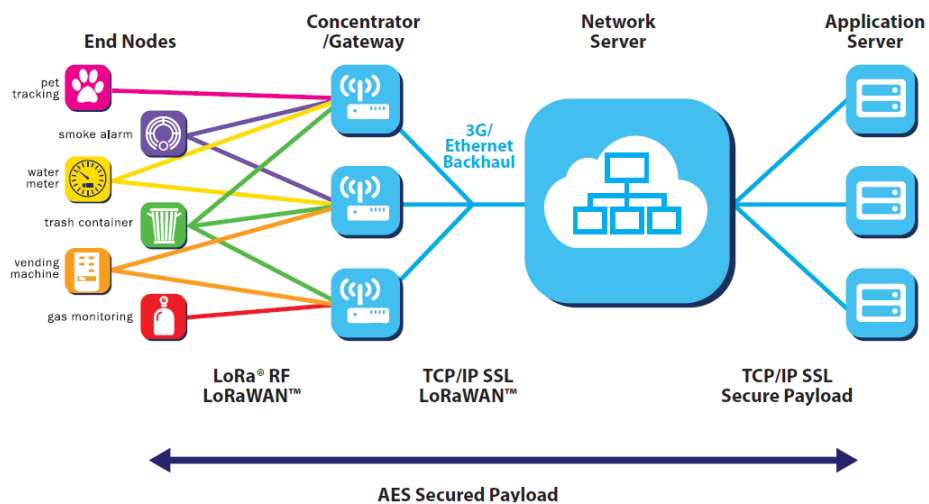 End Nodes
Concentrator
/Gateway
Network
Server
Application
Server
pet
tracking
smoke alarm
water
meter
trash container
vending
machine
gas monitoring
3G/
Ethernet
Backhaul
LoRa® RF
LoRaWAN™
TCP/IP SSL
LoRaWAN™
TCP/IP SSL
Secure Payload
AES Secured Payload